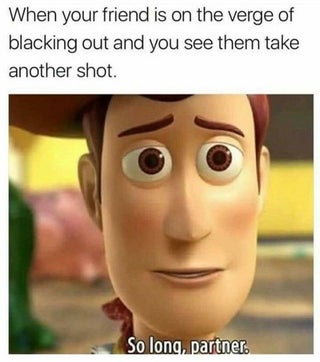 When your friend is on the verge of
blacking out and you see them take
another shot.
So long, partner.